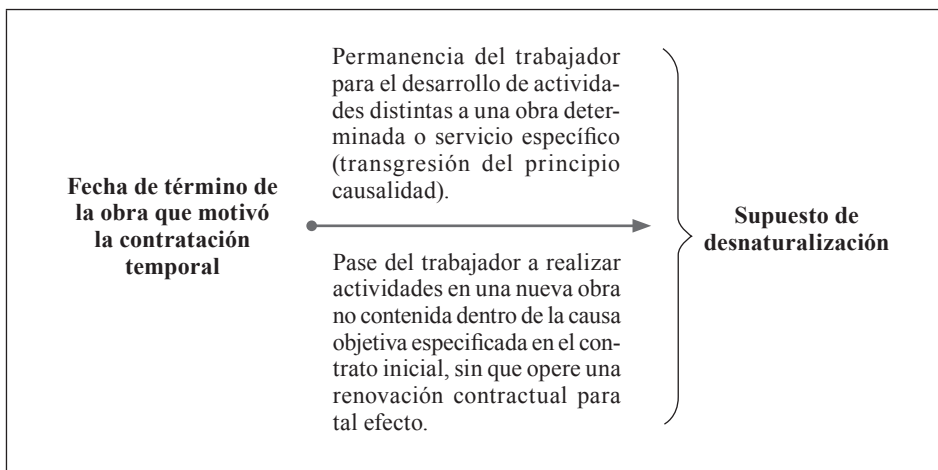 Fecha de término de
la obra que motivó
la contratación
temporal
Permanencia del trabajador
para el desarrollo de activida-
des distintas a una obra deter-
minada o servicio específico
(transgresión del principio
causalidad).
Pase del trabajador a realizar
actividades en una nueva obra
no contenida dentro de la causa
objetiva especificada en el con-
trato inicial, sin que opere una
renovación contractual para
tal efecto.
Supuesto de
desnaturalización